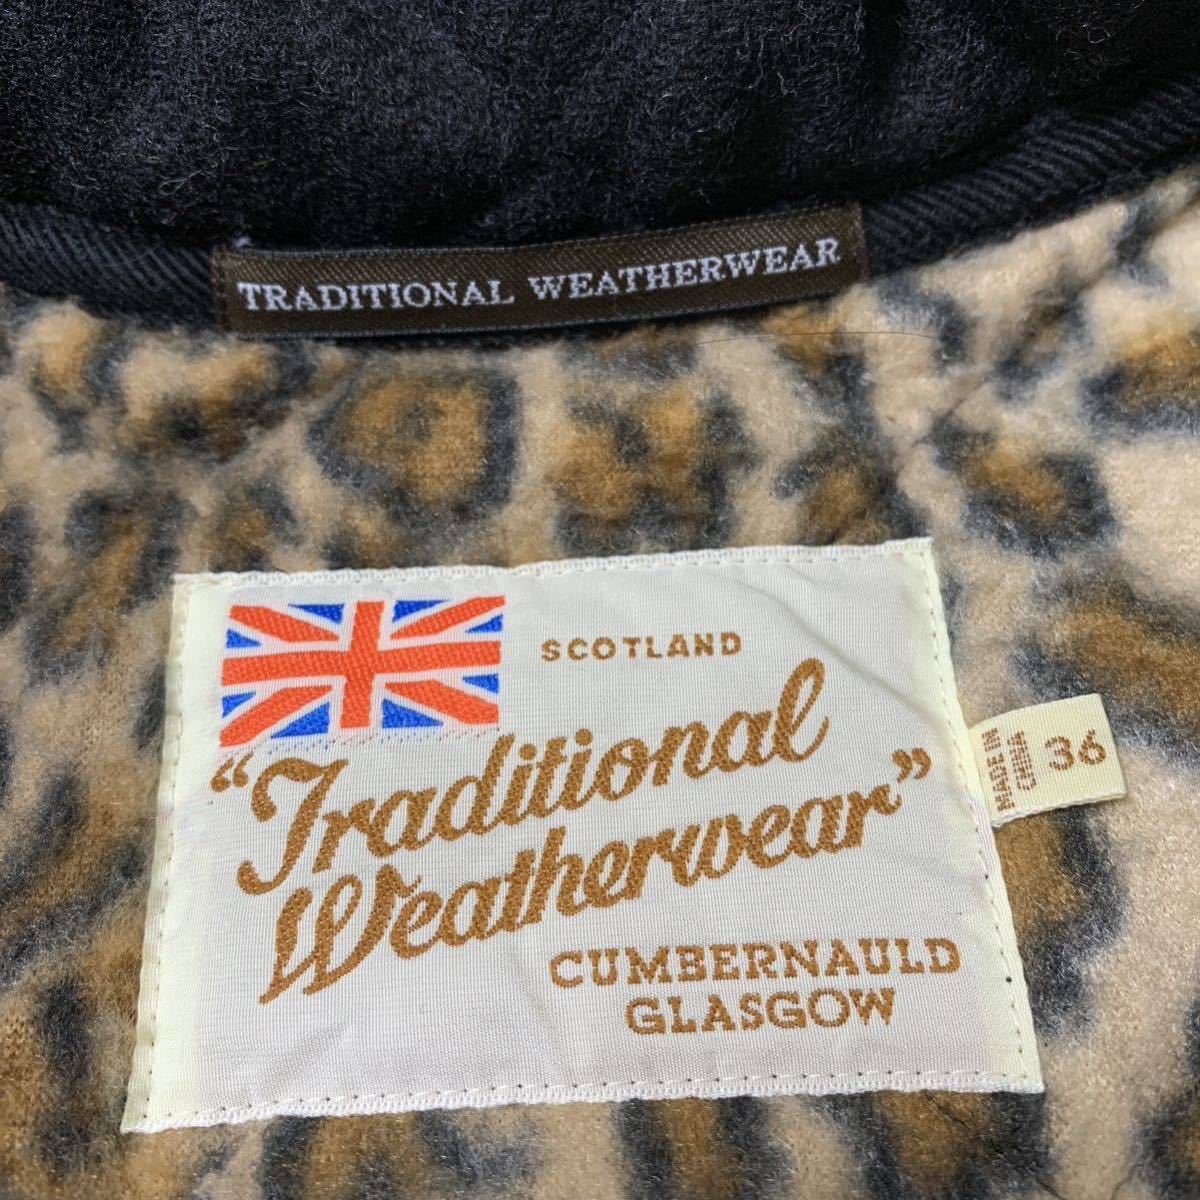 TRADITIONAL WEATHERWEAR
SCOTLAND
“Traditional
Weatherwear”
CUMBERNAULD
GLASGOW
MADE IN
CHINA
36